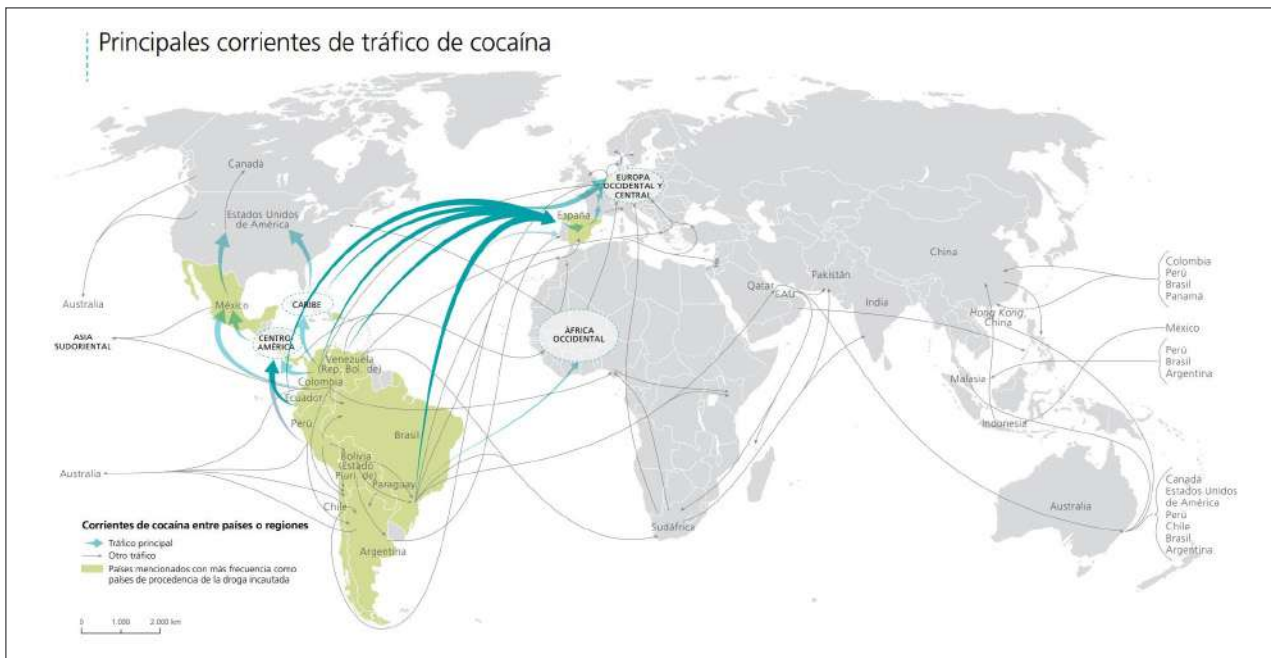 Principales corrientes de tráfico de cocaína
Canadá
Estados Unidos
de América
Australia
ASIA
SUDORIENTAL
México
CARIBE
CENTRO-
AMÉRICA
Venezuela
(Rep. Bol. de)
Colombia
Ecuador
Perú
Brasil
Bolivia
(Estado
Pluri. de)
Paraguay
Chile
Argentina
Australia
EUROPA
OCCIDENTAL Y
CENTRAL
España
ÁFRICA
OCCIDENTAL
Sudáfrica
Qatar
EAU
Pakistán
India
China
Hong Kong,
China
Malasia
Indonesia
Australia
Colombia
Perú
Brasil
Panamá
México
Perú
Brasil
Argentina
Canadá
Estados Unidos
de América
Perú
Chile
Brasil
Argentina
Corrientes de cocaína entre países o regiones
Tráfico principal
Otro tráfico
Países mencionados con más frecuencia como
países de procedencia de la droga incautada
0 1.000 2.000 km